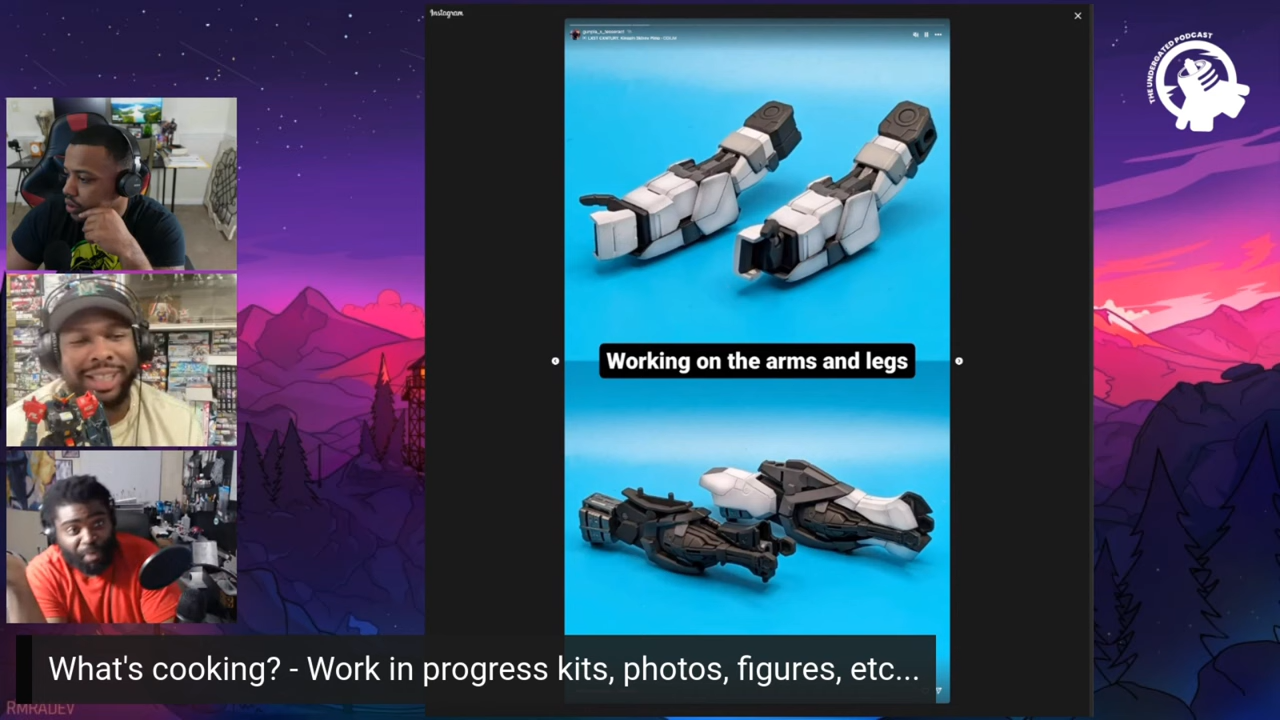 Instagram
THE UNDERGATED PODCAST
Working on the arms and legs
What's cooking? - Work in progress kits, photos, figures, etc...
RMRADEV